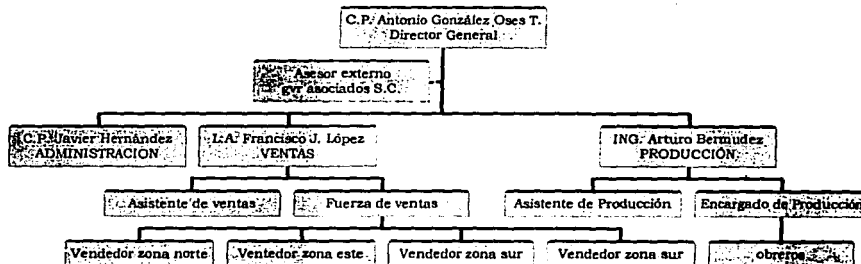 C.P. Antonio González Oses T.
Director General
Asesor externo
gvr asociados S.C.
C.P. Javier Hernández
ADMINISTRACION
L.A. Francisco J. López
VENTAS
ING. Arturo Bermudez
PRODUCCIÓN
Asistente de ventas
Fuerza de ventas
Asistente de Producción
Encargado de Producción
Vendedor zona norte
Ventedor zona este
Vendedor zona sur
Vendedor zona sur